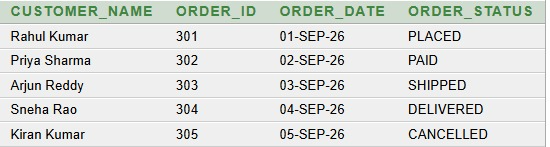 CUSTOMER_NAME ORDER_ID ORDER_DATE ORDER_STATUS
Rahul Kumar 301 01-SEP-26 PLACED
Priya Sharma 302 02-SEP-26 PAID
Arjun Reddy 303 03-SEP-26 SHIPPED
Sneha Rao 304 04-SEP-26 DELIVERED
Kiran Kumar 305 05-SEP-26 CANCELLED